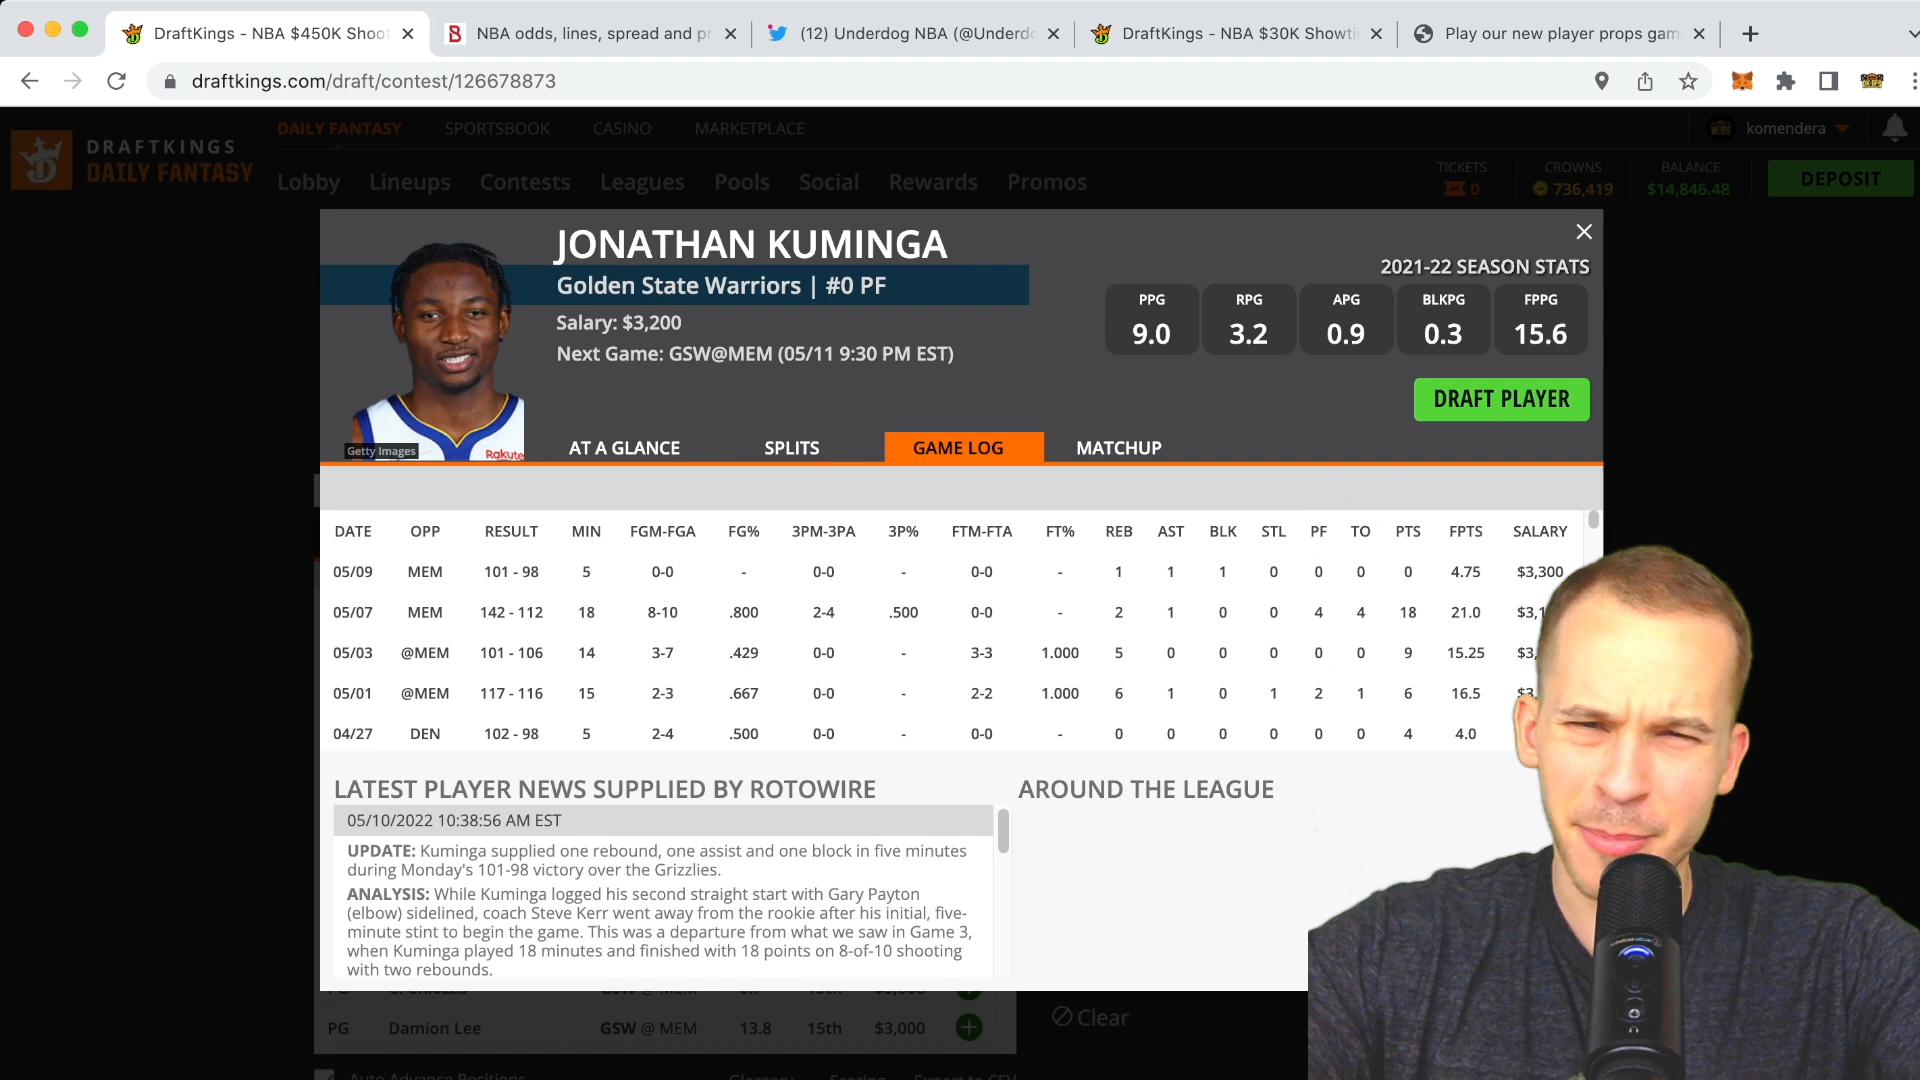 DraftKings - NBA $450K Shoot
NBA odds, lines, spread and pr
(12) Underdog NBA (@Underdo
DraftKings - NBA $30K Showti
Play our new player props gam
draftkings.com/draft/contest/126678873
DAILY FANTASY SPORTSBOOK CASINO MARKETPLACE
komendera
DRAFTKINGS
DAILY FANTASY
Lobby Lineups Contests Leagues Pools Social Rewards Promos
TICKETS
0
CROWNS
736,419
BALANCE
$14,846.48
DEPOSIT
JONATHAN KUMINGA
Golden State Warriors | #0 PF
Salary: $3,200
Next Game: GSW@MEM (05/11 9:30 PM EST)
2021-22 SEASON STATS
PPG RPG APG BLKPG FPPG
9.0 3.2 0.9 0.3 15.6
DRAFT PLAYER
Getty Images
Rakute
AT A GLANCE SPLITS GAME LOG MATCHUP
DATE OPP RESULT MIN FGM-FGA FG% 3PM-3PA 3P% FTM-FTA FT% REB AST BLK STL PF TO PTS FPTS SALARY
05/09 MEM 101 - 98 5 0-0 - 0-0 - 0-0 - 1 1 1 0 0 0 0 4.75 $3,300
05/07 MEM 142 - 112 18 8-10 .800 2-4 .500 0-0 - 2 1 0 0 4 4 18 21.0 $3,1
05/03 @MEM 101 - 106 14 3-7 .429 0-0 - 3-3 1.000 5 0 0 0 0 0 9 15.25 $3,
05/01 @MEM 117 - 116 15 2-3 .667 0-0 - 2-2 1.000 6 1 0 1 2 1 6 16.5 $3,
04/27 DEN 102 - 98 5 2-4 .500 0-0 - 0-0 - 0 0 0 0 0 0 4 4.0
LATEST PLAYER NEWS SUPPLIED BY ROTOWIRE
05/10/2022 10:38:56 AM EST
UPDATE: Kuminga supplied one rebound, one assist and one block in five minutes
during Monday's 101-98 victory over the Grizzlies.
ANALYSIS: While Kuminga logged his second straight start with Gary Payton
(elbow) sidelined, coach Steve Kerr went away from the rookie after his initial, five-
minute stint to begin the game. This was a departure from what we saw in Game 3,
when Kuminga played 18 minutes and finished with 18 points on 8-of-10 shooting
with two rebounds.
AROUND THE LEAGUE
PG Damion Lee GSW @ MEM 13.8 15th $3,000
Clear